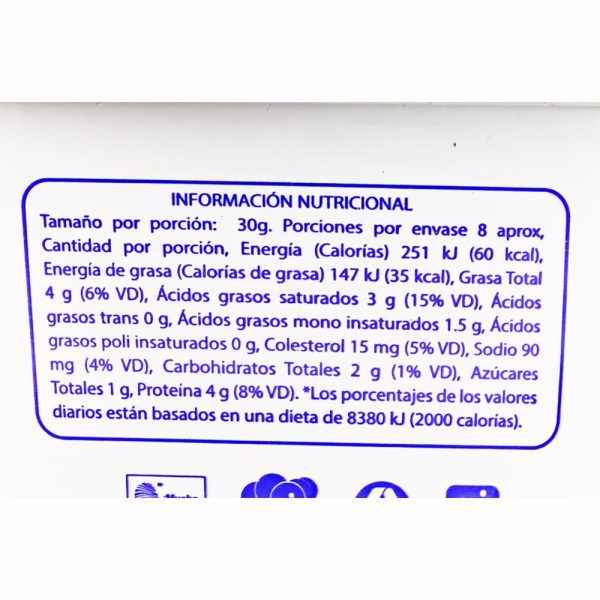 INFORMACIÓN NUTRICIONAL
Tamaño por porción: 30g. Porciones por envase 8 aprox,
Cantidad por porción, Energía (Calorías) 251 kJ (60 kcal),
Energía de grasa (Calorías de grasa) 147 kJ (35 kcal), Grasa Total
4 g (6% VD), Ácidos grasos saturados 3 g (15% VD), Ácidos
grasos trans 0 g, Ácidos grasos mono insaturados 1.5 g, Ácidos
grasos poli insaturados 0 g, Colesterol 15 mg (5% VD), Sodio 90
mg (4% VD), Carbohidratos Totales 2 g (1% VD), Azúcares
Totales 1 g, Proteína 4 g (8% VD). *Los porcentajes de los valores
diarios están basados en una dieta de 8380 kJ (2000 calorías).